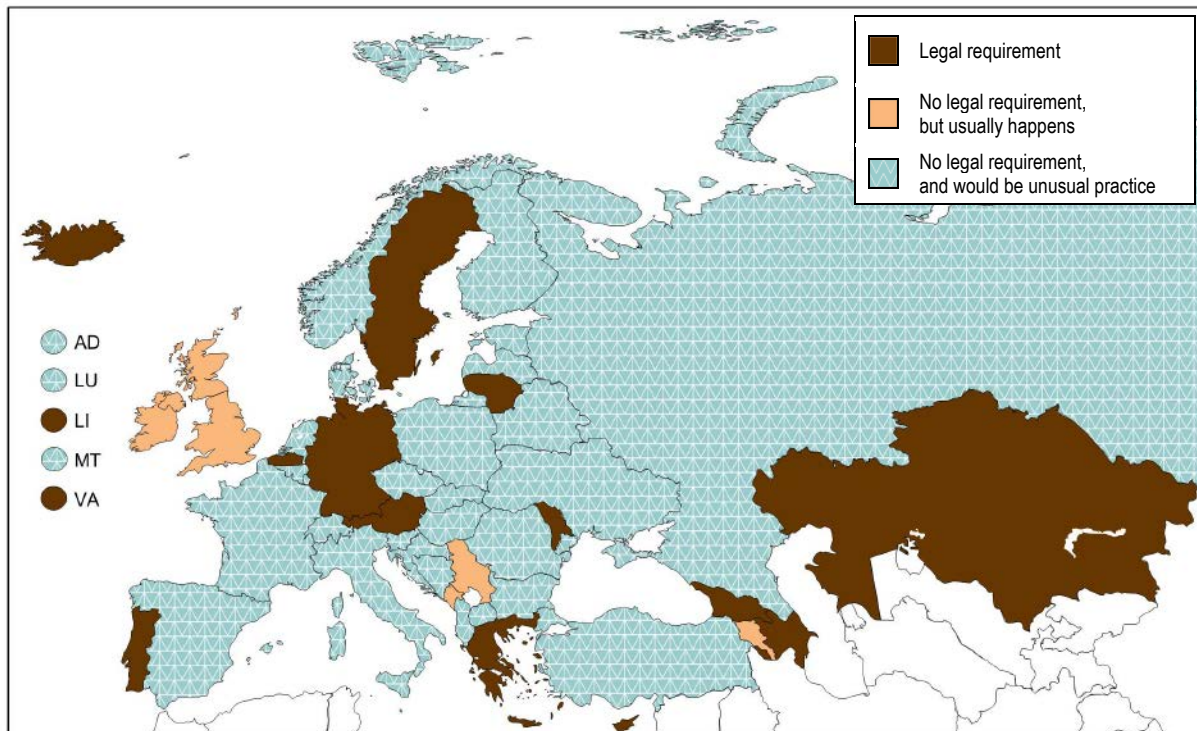 Legal requirement
No legal requirement,
but usually happens
No legal requirement,
and would be unusual practice
AD
LU
LI
MT
VA